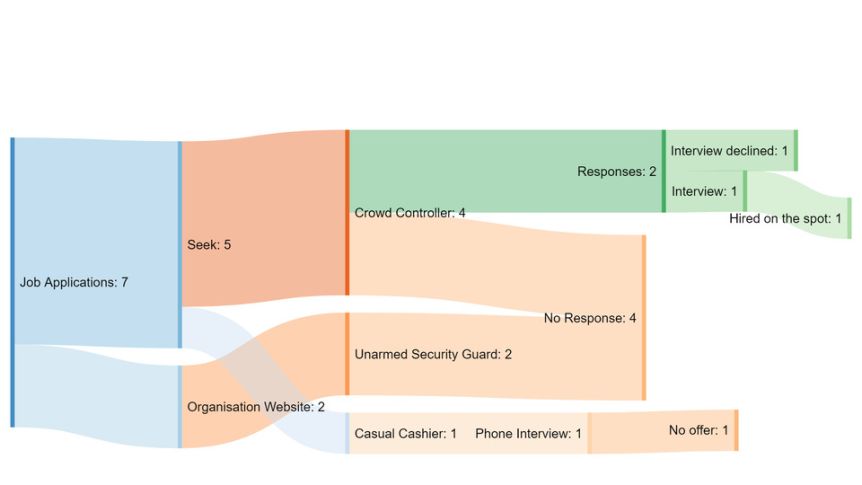 Job Applications: 7
Seek: 5
Organisation Website: 2
Crowd Controller: 4
Unarmed Security Guard: 2
Casual Cashier: 1
Phone Interview: 1
Responses: 2
No Response: 4
Interview declined: 1
Interview: 1
Hired on the spot: 1
No offer: 1